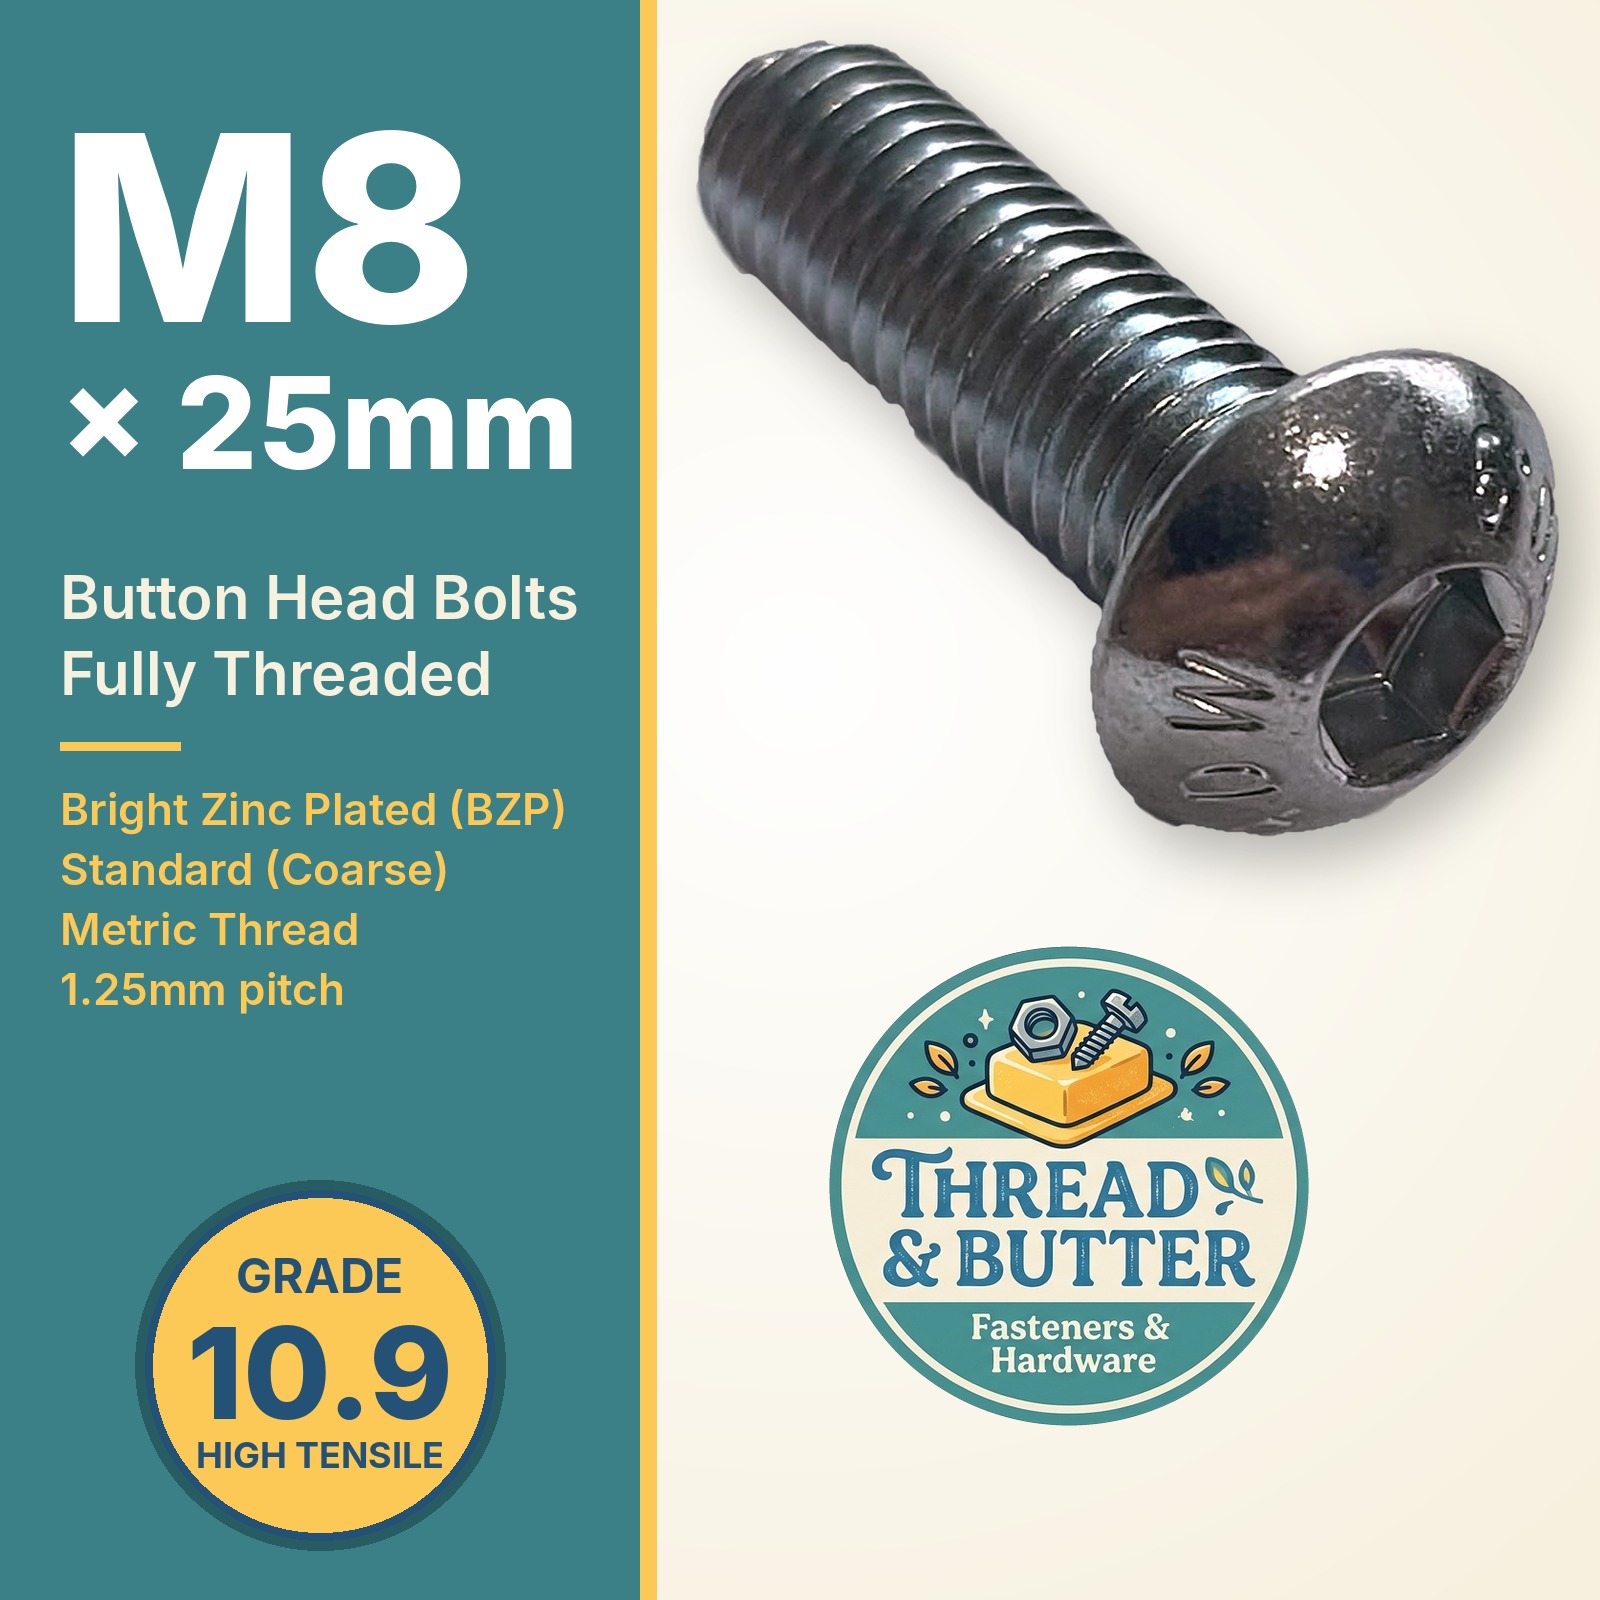 M8
× 25mm
Button Head Bolts
Fully Threaded
Bright Zinc Plated (BZP)
Standard (Coarse)
Metric Thread
1.25mm pitch
GRADE
10.9
HIGH TENSILE
THREAD
& BUTTER
Fasteners &
Hardware